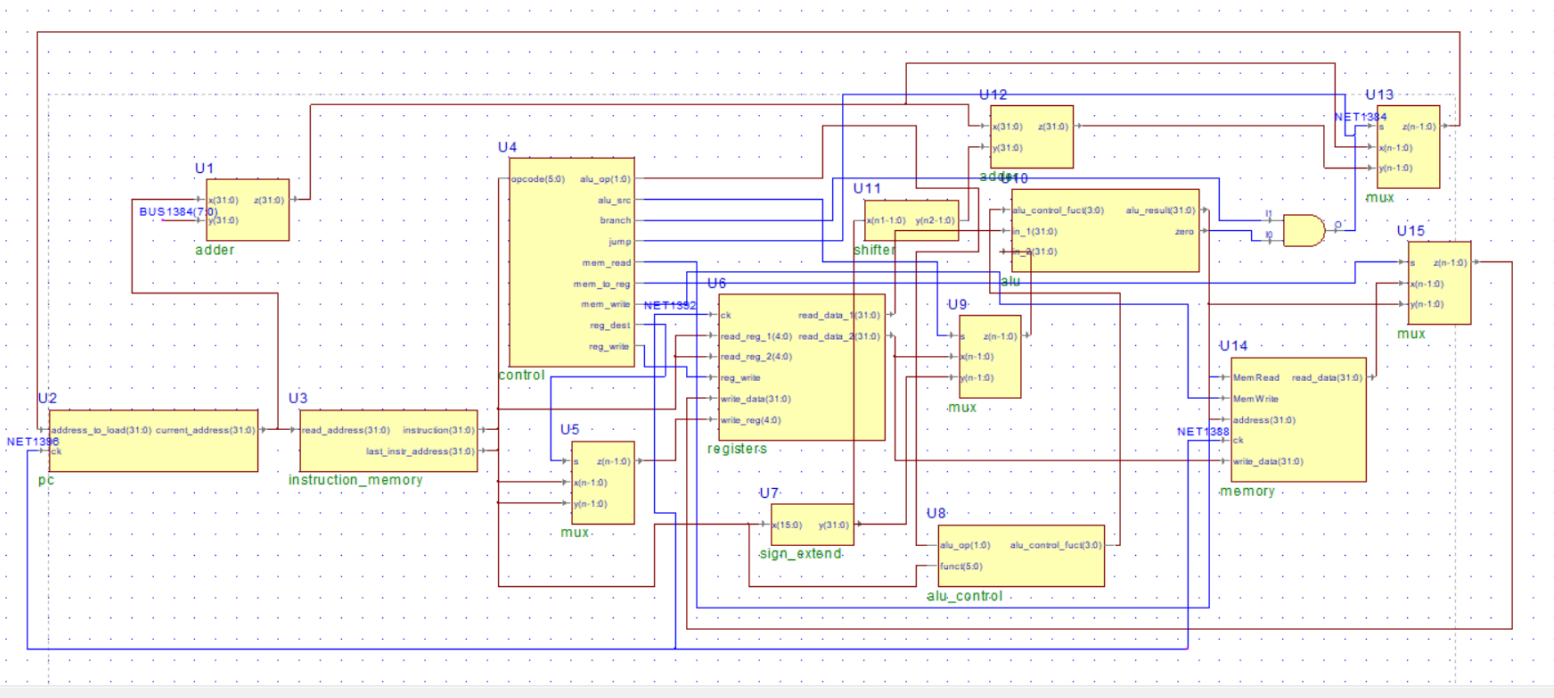 U1
x(31:0) z(31:0)
BUS1384(7:0)
y(31:0)
adder
U2
address_to_load(31:0) current_address(31:0)
NET1396
ck
pc
U3
read_address(31:0) instruction(31:0)
last_instr_address(31:0)
instruction_memory
U4
opcode(5:0) alu_op(1:0)
alu_src
branch
jump
mem_read
mem_to_reg
mem_write
reg_dest
reg_write
control
U5
s z(n-1:0)
x(n-1:0)
y(n-1:0)
mux
NET1392
U6
ck read_data_1(31:0)
read_reg_1(4:0) read_data_2(31:0)
read_reg_2(4:0)
reg_write
write_data(31:0)
write_reg(4:0)
registers
U7
x(15:0) y(31:0)
sign_extend
U8
alu_op(1:0) alu_control_fuct(3:0)
funct(5:0)
alu_control
U9
s z(n-1:0)
x(n-1:0)
y(n-1:0)
mux
U10
alu_control_fuct(3:0) alu_result(31:0)
in_1(31:0) zero
in_2(31:0)
alu
U11
x(n1-1:0) y(n2-1:0)
shifter
U12
x(31:0) z(31:0)
y(31:0)
adder
I1
I0
O
U13
NET1384
s z(n-1:0)
x(n-1:0)
y(n-1:0)
mux
U15
s z(n-1:0)
x(n-1:0)
y(n-1:0)
mux
U14
MemRead read_data(31:0)
MemWrite
address(31:0)
NET1388
ck
write_data(31:0)
memory